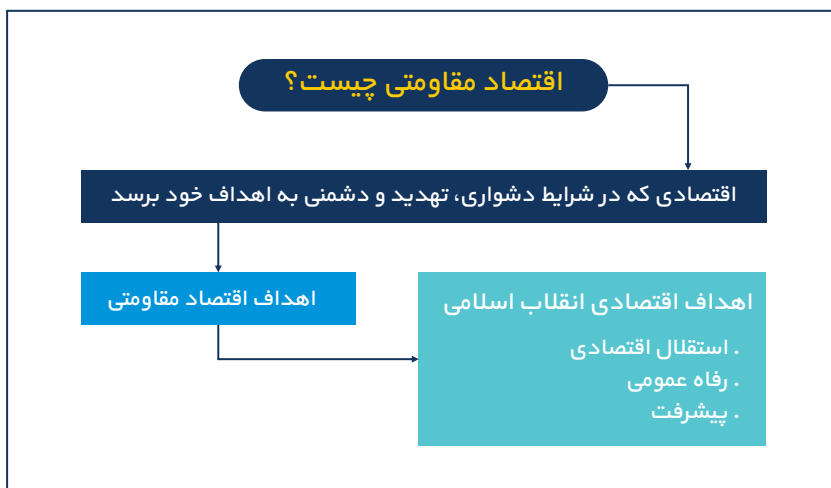 اقتصاد مقاومتی چیست؟
اقتصادی که در شرایط دشواری، تهدید و دشمنی به اهداف خود برسد
اهداف اقتصاد مقاومتی
اهداف اقتصادی انقلاب اسلامی
. استقلال اقتصادی
. رفاه عمومی
. پیشرفت